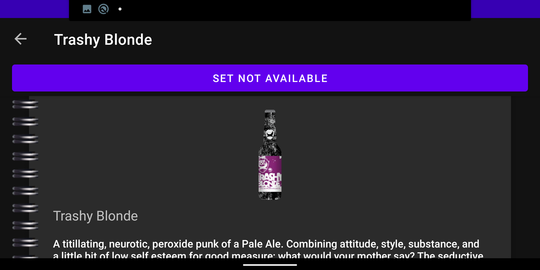 Trashy Blonde
SET NOT AVAILABLE
Trashy Blonde
A titillating, neurotic, peroxide punk of a Pale Ale. Combining attitude, style, substance, and
a little bit of low self esteem for good measure; what would your mother say? The seductive